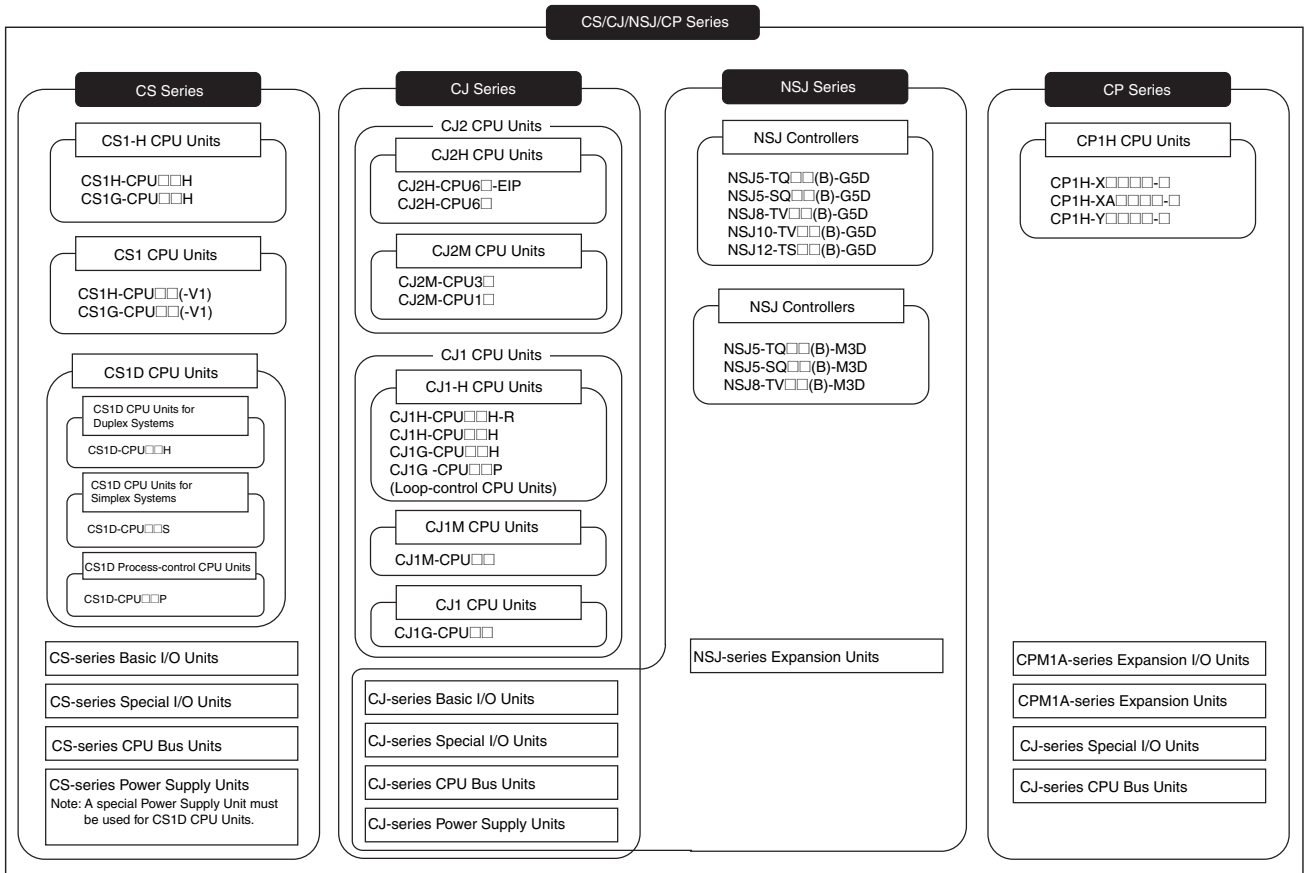 CS/CJ/NSJ/CP Series
CS Series
CS1-H CPU Units
CS1H-CPU□□H
CS1G-CPU□□H
CS1 CPU Units
CS1H-CPU□□(-V1)
CS1G-CPU□□(-V1)
CS1D CPU Units
CS1D CPU Units for
Duplex Systems
CS1D-CPU□□H
CS1D CPU Units for
Simplex Systems
CS1D-CPU□□S
CS1D Process-control CPU Units
CS1D-CPU□□P
CS-series Basic I/O Units
CS-series Special I/O Units
CS-series CPU Bus Units
CS-series Power Supply Units
Note: A special Power Supply Unit must
be used for CS1D CPU Units.
CJ Series
CJ2 CPU Units
CJ2H CPU Units
CJ2H-CPU6□-EIP
CJ2H-CPU6□
CJ2M CPU Units
CJ2M-CPU3□
CJ2M-CPU1□
CJ1 CPU Units
CJ1-H CPU Units
CJ1H-CPU□□H-R
CJ1H-CPU□□H
CJ1G-CPU□□H
CJ1G -CPU□□P
(Loop-control CPU Units)
CJ1M CPU Units
CJ1M-CPU□□
CJ1 CPU Units
CJ1G-CPU□□
CJ-series Basic I/O Units
CJ-series Special I/O Units
CJ-series CPU Bus Units
CJ-series Power Supply Units
NSJ Series
NSJ Controllers
NSJ5-TQ□□(B)-G5D
NSJ5-SQ□□(B)-G5D
NSJ8-TV□□(B)-G5D
NSJ10-TV□□(B)-G5D
NSJ12-TS□□(B)-G5D
NSJ Controllers
NSJ5-TQ□□(B)-M3D
NSJ5-SQ□□(B)-M3D
NSJ8-TV□□(B)-M3D
NSJ-series Expansion Units
CP Series
CP1H CPU Units
CP1H-X□□□□-□
CP1H-XA□□□□-□
CP1H-Y□□□□-□
CPM1A-series Expansion I/O Units
CPM1A-series Expansion Units
CJ-series Special I/O Units
CJ-series CPU Bus Units